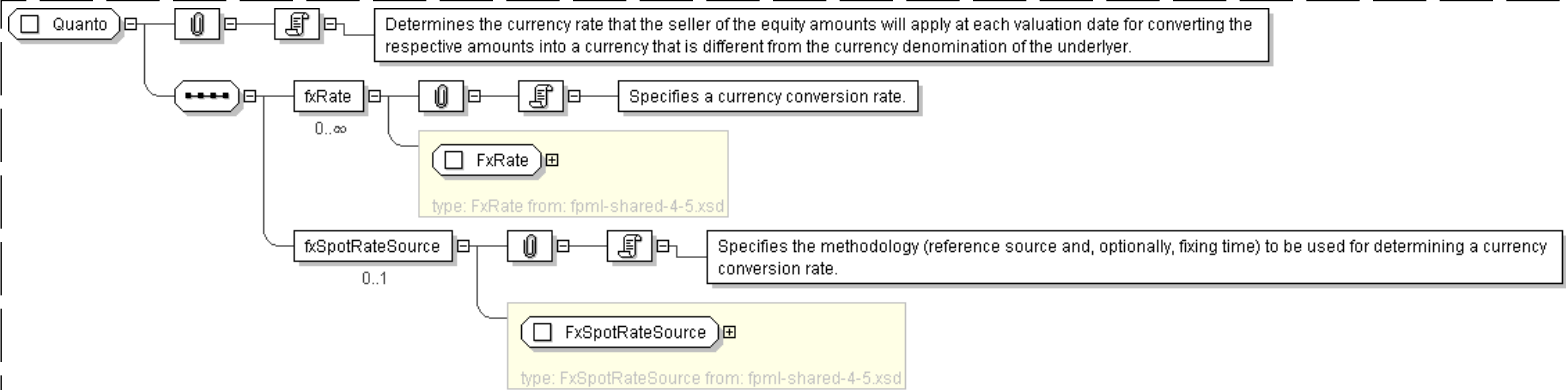 Quanto
Determines the currency rate that the seller of the equity amounts will apply at each valuation date for converting the
respective amounts into a currency that is different from the currency denomination of the underlyer.
fxRate
Specifies a currency conversion rate.
0..∞
FxRate
type: FxRate from: fpml-shared-4-5.xsd
fxSpotRateSource
Specifies the methodology (reference source and, optionally, fixing time) to be used for determining a currency
conversion rate.
0..1
FxSpotRateSource
type: FxSpotRateSource from: fpml-shared-4-5.xsd